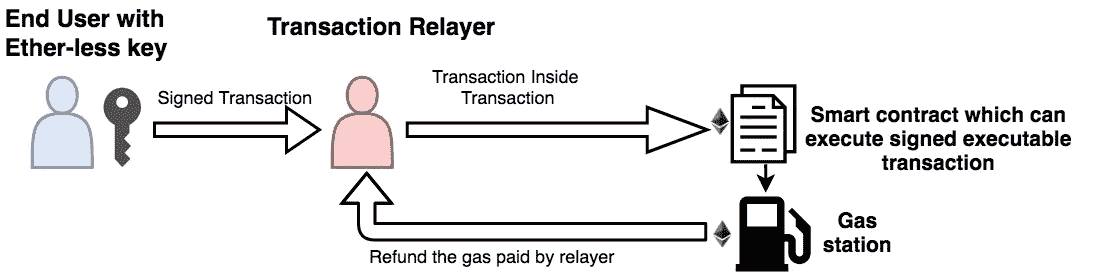 End User with
Ether-less key
Transaction Relayer
Signed Transaction
Transaction Inside
Transaction
Smart contract which can
execute signed executable
transaction
Gas
station
Refund the gas paid by relayer